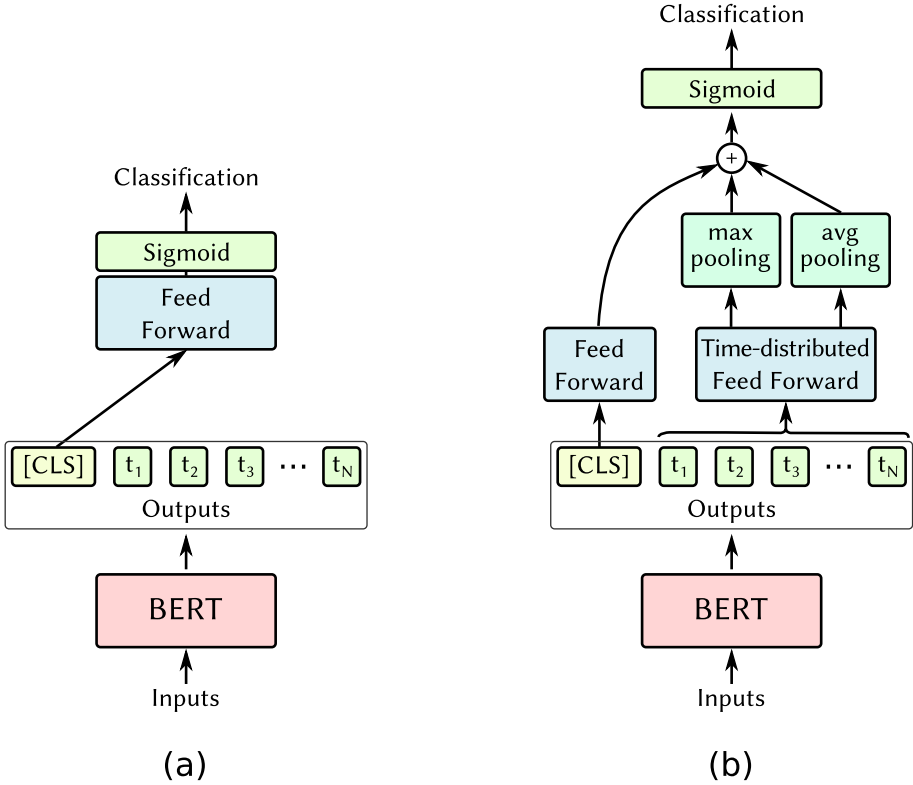 Classification
Sigmoid
Feed
Forward
[CLS] t1 t2 t3 ··· tN
Outputs
BERT
Inputs
(a)
Classification
Sigmoid
+
max
pooling
avg
pooling
Feed
Forward
Time-distributed
Feed Forward
[CLS] t1 t2 t3 ··· tN
Outputs
BERT
Inputs
(b)